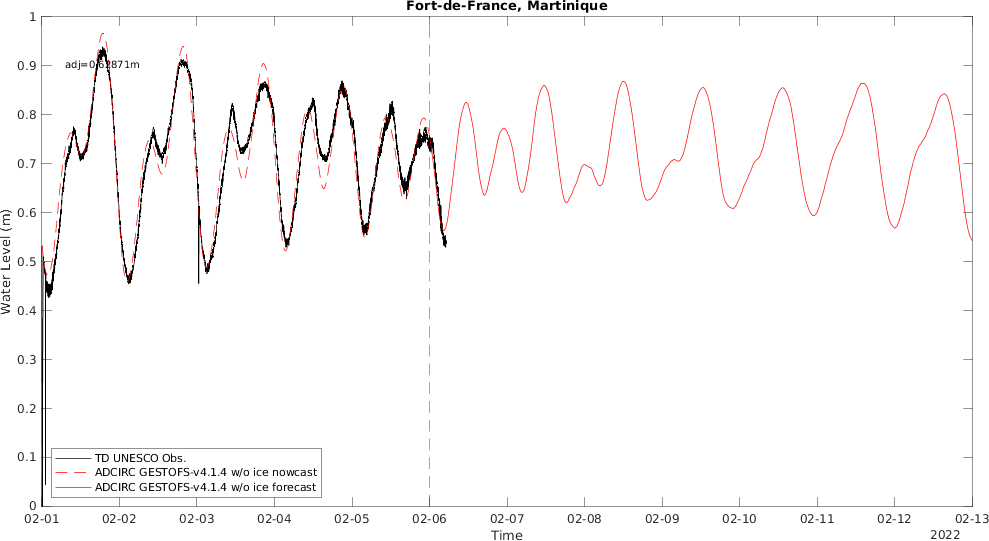 Fort-de-France, Martinique
1
0.9
adj=0.62871m
0.8
0.7
0.6
0.5
0.4
0.3
0.2
0.1
0
Water Level (m)
TD UNESCO Obs.
ADCIRC GESTOFS-v4.1.4 w/o ice nowcast
ADCIRC GESTOFS-v4.1.4 w/o ice forecast
02-01 02-02 02-03 02-04 02-05 02-06 02-07 02-08 02-09 02-10 02-11 02-12 02-13
Time
2022